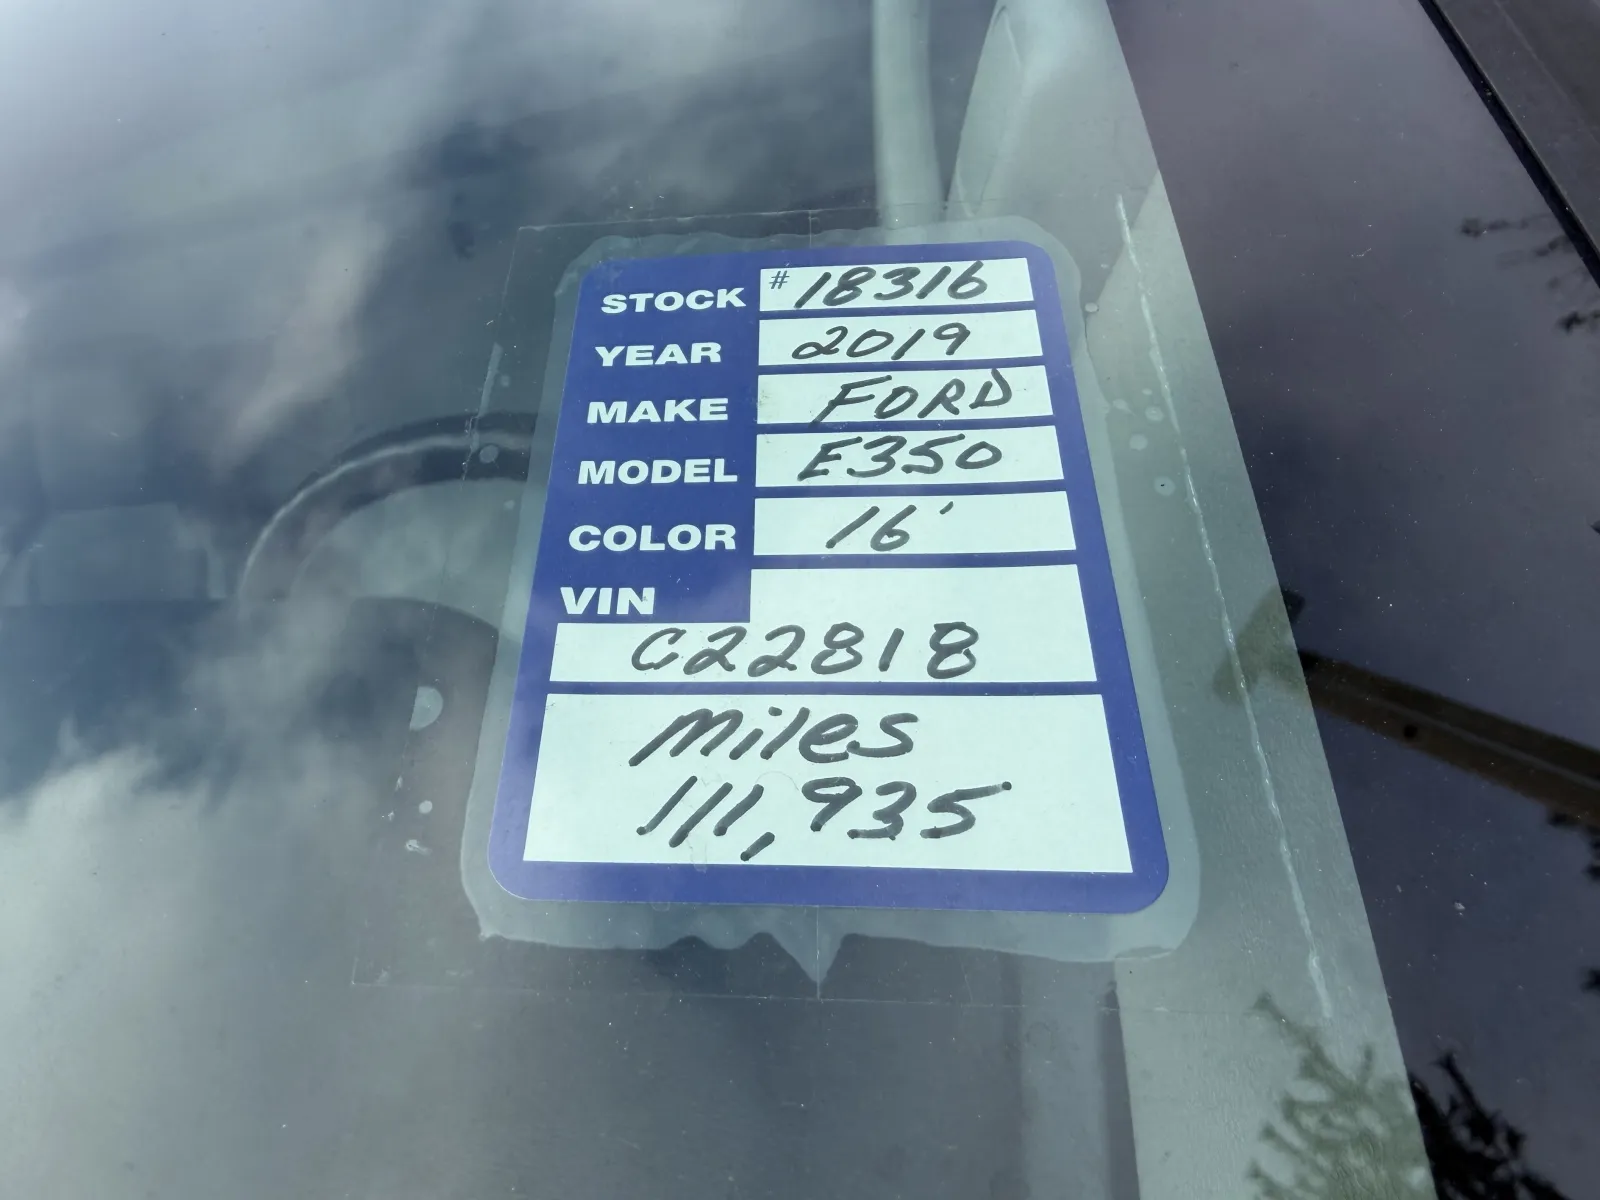 STOCK # 18316
YEAR 2019
MAKE FORD
MODEL E350
COLOR 16'
VIN
C22818
miles
111,935